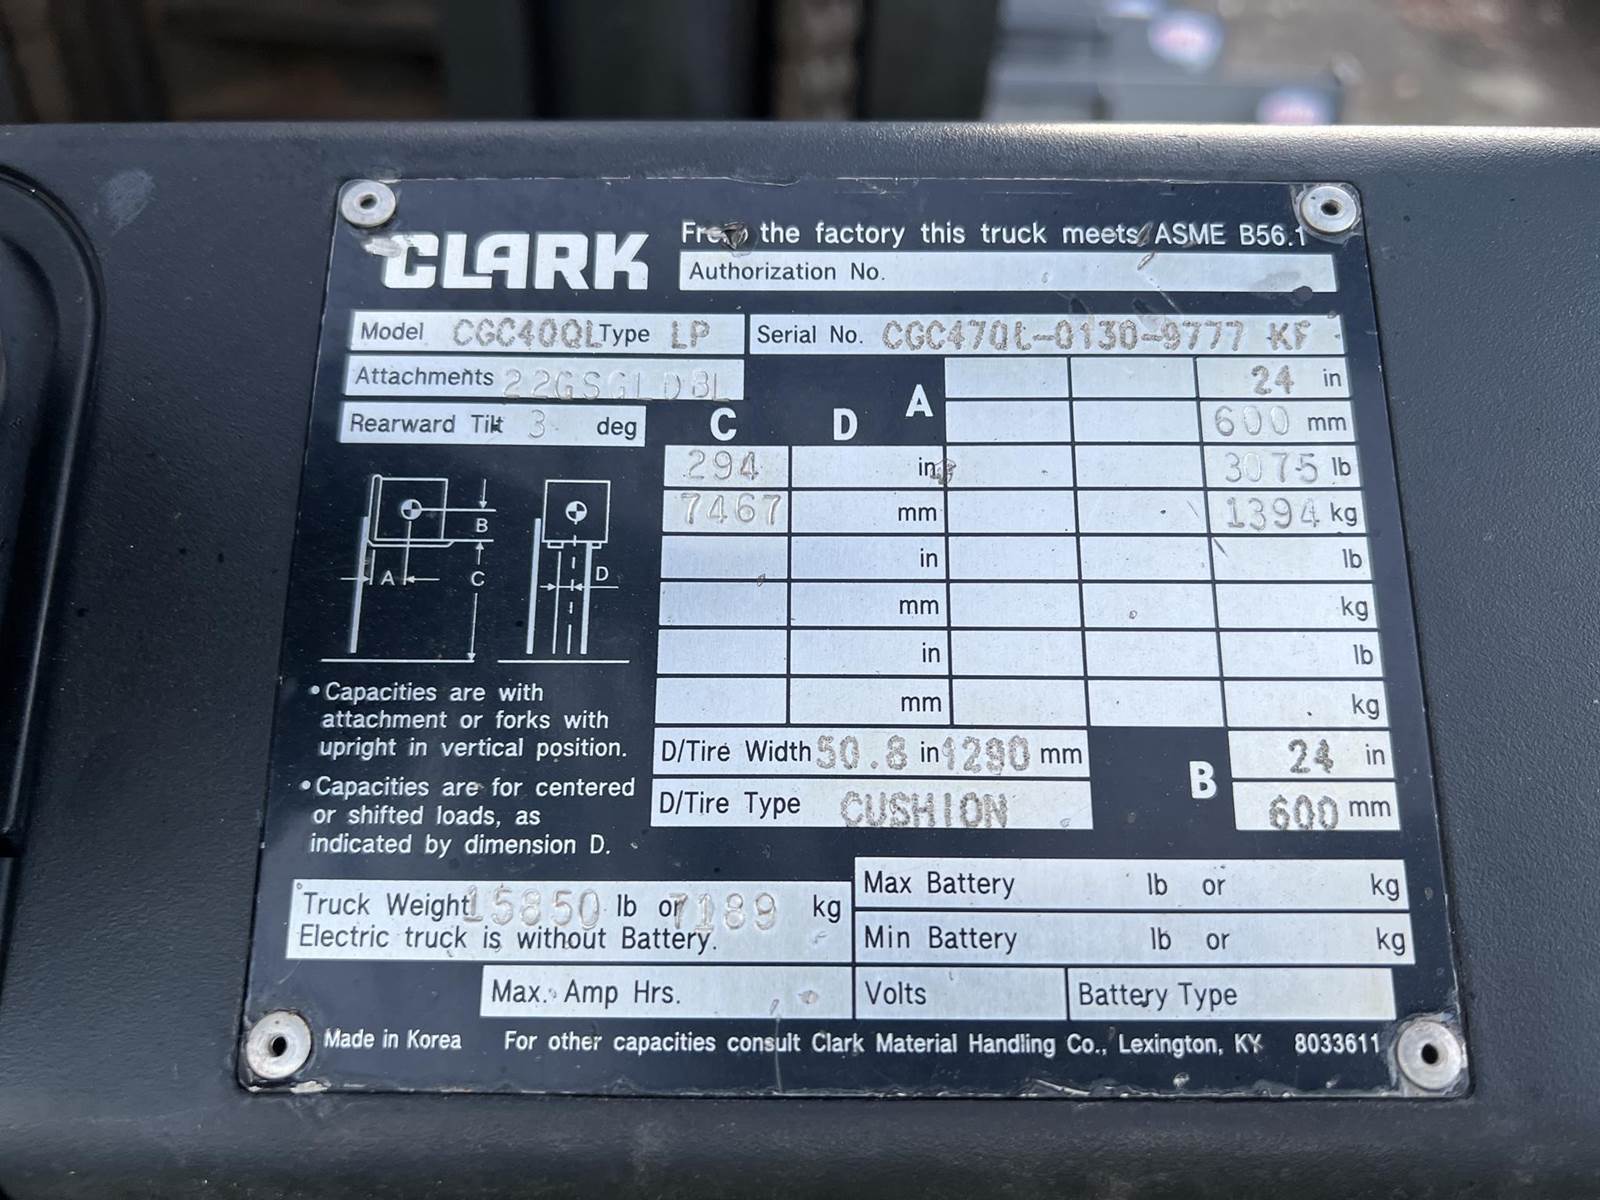 CLARK
the factory this truck meets ASME B56.1
Authorization No.
Model CGC40QL Type LP
Serial No. CGC470L-0130-9777 KF
Attachments
Rearward Tilt 3 deg
A
24 in
600 mm
C D
294 in 3075 lb
7467 mm 1394 kg
in lb
mm kg
in lb
mm kg
B
A
C
D
• Capacities are with
attachment or forks with
upright in vertical position.
• Capacities are for centered
or shifted loads, as
indicated by dimension D.
D/Tire Width 50.8 in 1290 mm
D/Tire Type CUSHION
B
24 in
600 mm
Truck Weight 15850 lb or 7189 kg
Electric truck is without Battery.
Max Battery lb or kg
Min Battery lb or kg
Max. Amp Hrs.
Volts
Battery Type
Made in Korea For other capacities consult Clark Material Handling Co., Lexington, KY 8033611